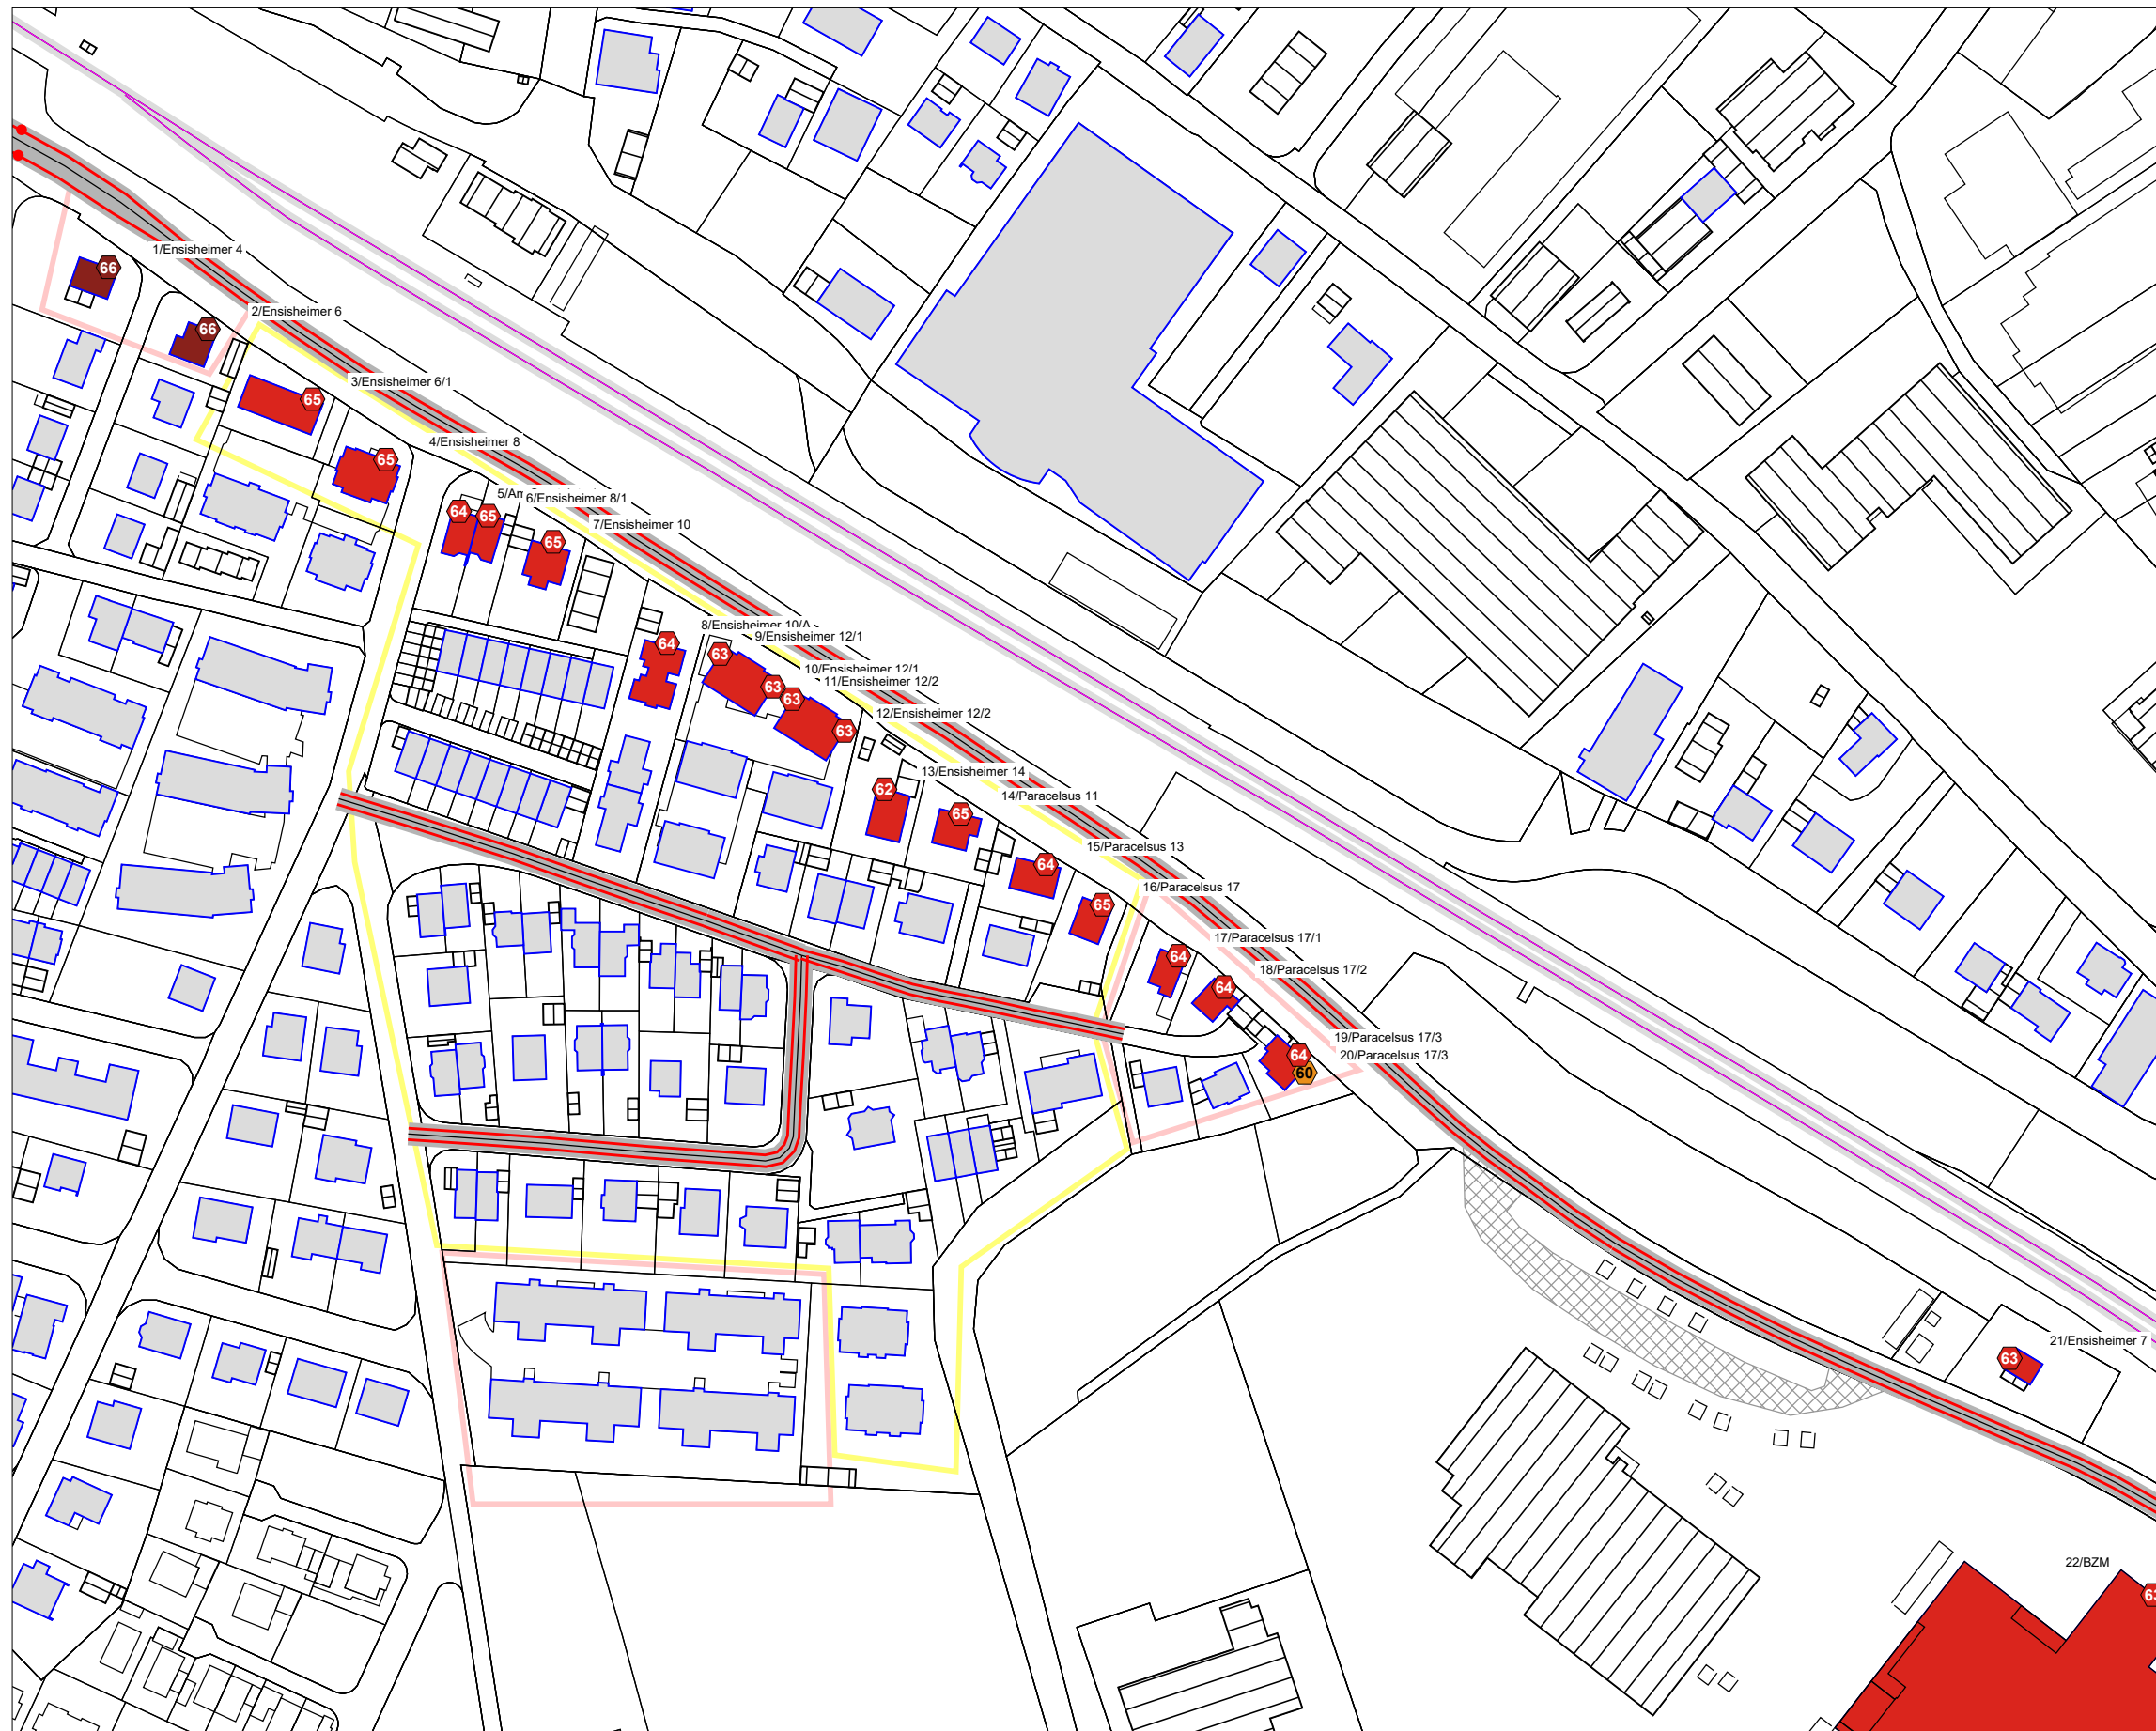 1/Ensisheimer 4
66
2/Ensisheimer 6
66
3/Ensisheimer 6/1
65
4/Ensisheimer 8
65
6/Ensisheimer 8/1
64
65
7/Ensisheimer 10
65
8/Ensisheimer 10/A
9/Ensisheimer 12/1
64
63
10/Ensisheimer 12/1
11/Ensisheimer 12/2
63
63
12/Ensisheimer 12/2
63
13/Ensisheimer 14
62
14/Paracelsus 11
65
15/Paracelsus 13
64
16/Paracelsus 17
65
17/Paracelsus 17/1
64
18/Paracelsus 17/2
64
19/Paracelsus 17/3
20/Paracelsus 17/3
64
60
21/Ensisheimer 7
63
22/BZM